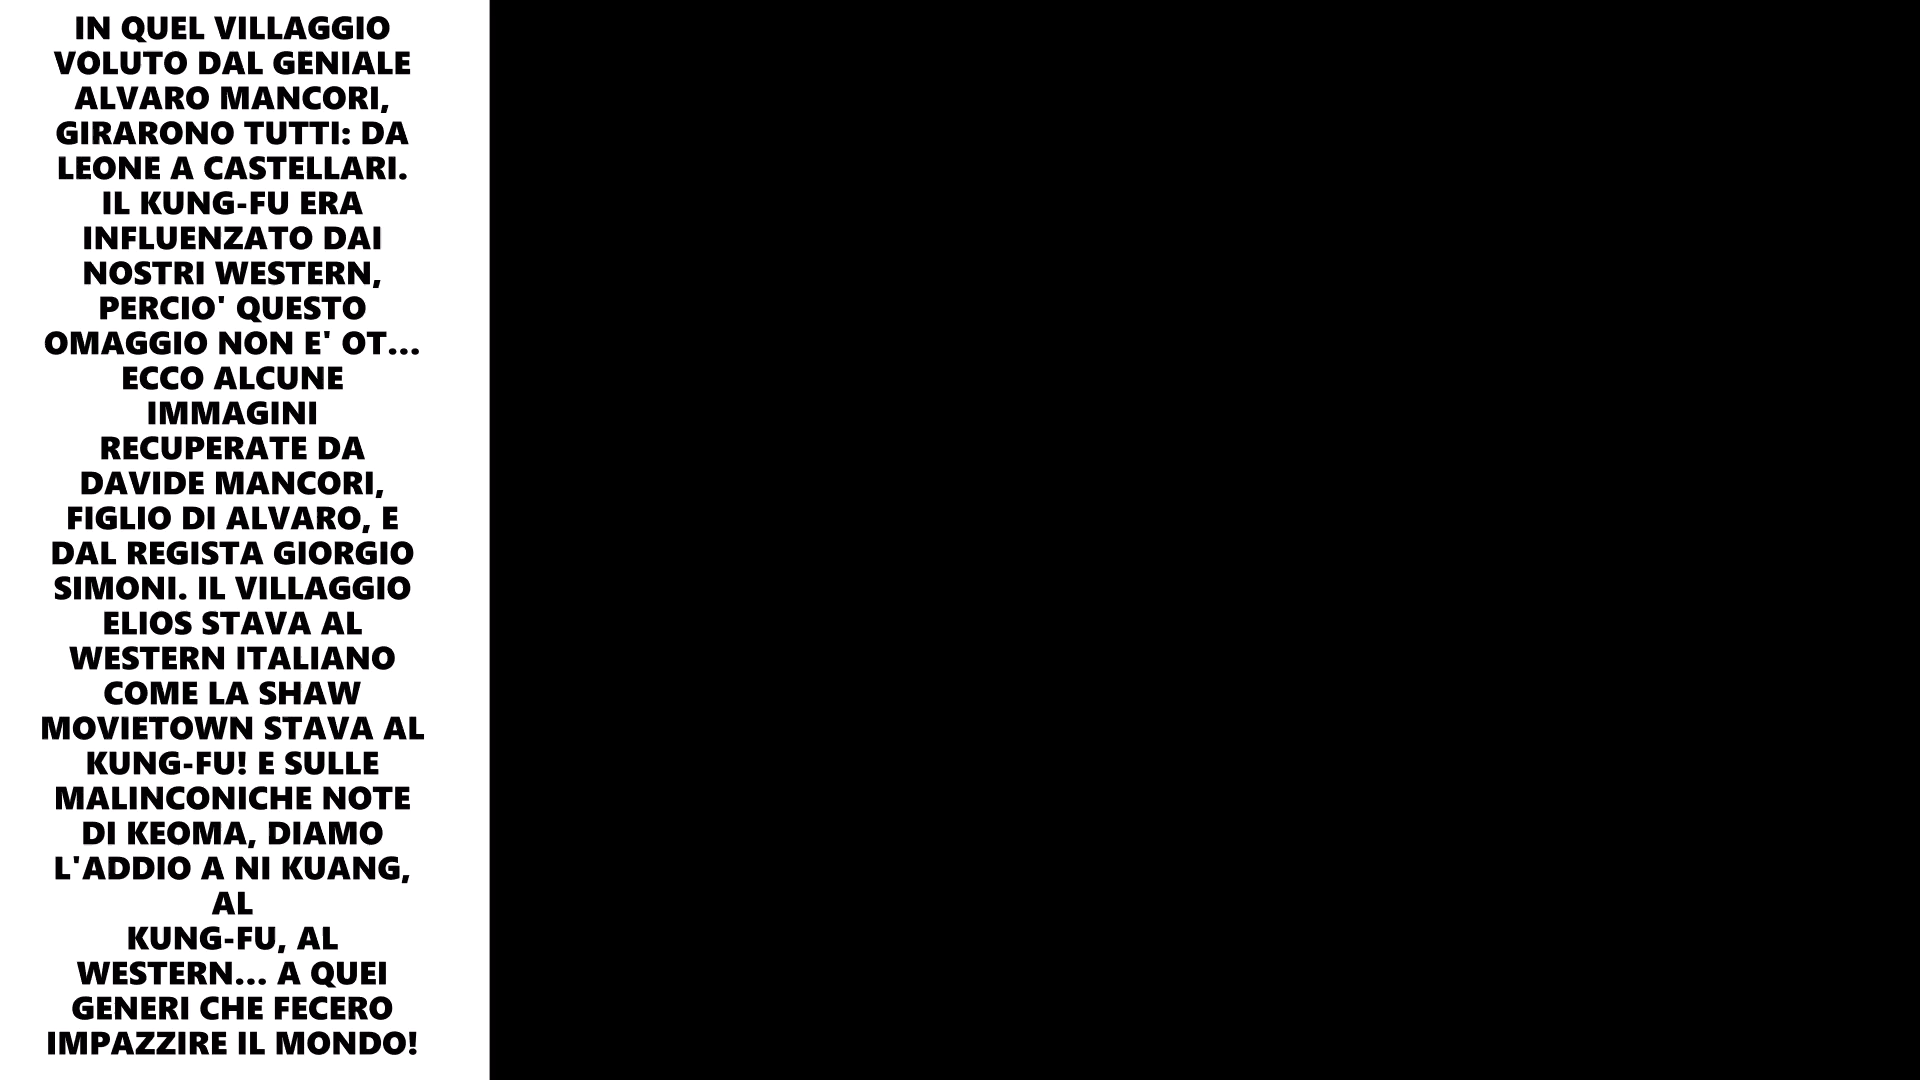 IN QUEL VILLAGGIO
VOLUTO DAL GENIALE
ALVARO MANCORI,
GIRARONO TUTTI: DA
LEONE A CASTELLARI.
IL KUNG-FU ERA
INFLUENZATO DAI
NOSTRI WESTERN,
PERCIO' QUESTO
OMAGGIO NON E' OT...
ECCO ALCUNE
IMMAGINI
RECUPERATE DA
DAVIDE MANCORI,
FIGLIO DI ALVARO, E
DAL REGISTA GIORGIO
SIMONI. IL VILLAGGIO
ELIOS STAVA AL
WESTERN ITALIANO
COME LA SHAW
MOVIETOWN STAVA AL
KUNG-FU! E SULLE
MALINCONICHE NOTE
DI KEOMA, DIAMO
L'ADDIO A NI KUANG,
AL
KUNG-FU, AL
WESTERN... A QUEI
GENERI CHE FECERO
IMPAZZIRE IL MONDO!